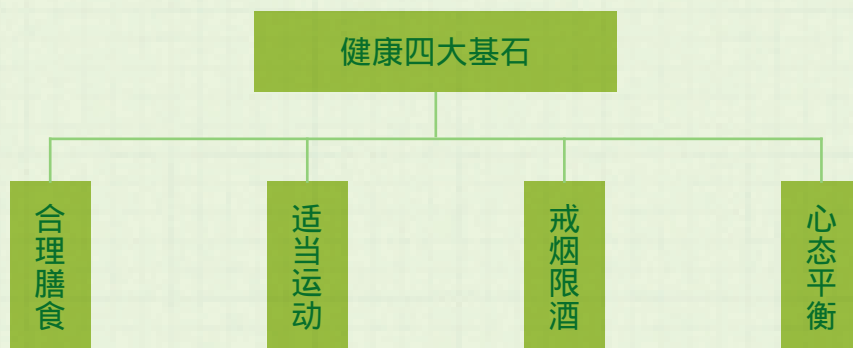 健康四大基石
合理膳食
适当运动
戒烟限酒
心态平衡